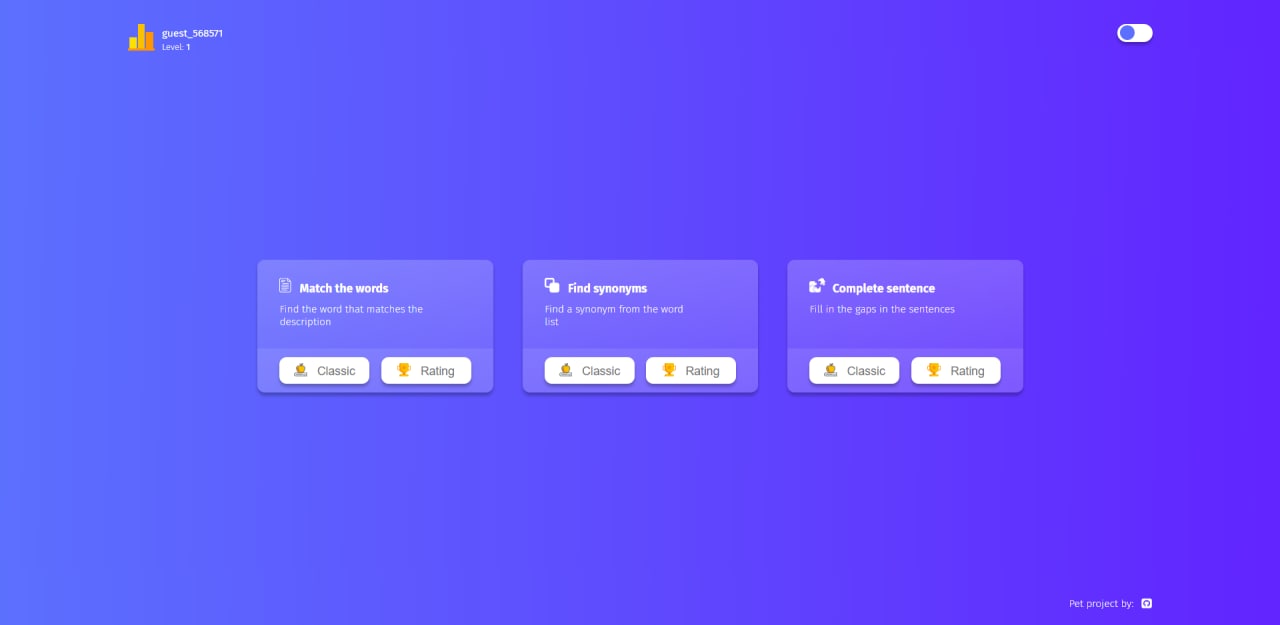 guest_568571
Level: 1
Match the words
Find the word that matches the
description
Classic
Rating
Find synonyms
Find a synonym from the word
list
Classic
Rating
Complete sentence
Fill in the gaps in the sentences
Classic
Rating
Pet project by: